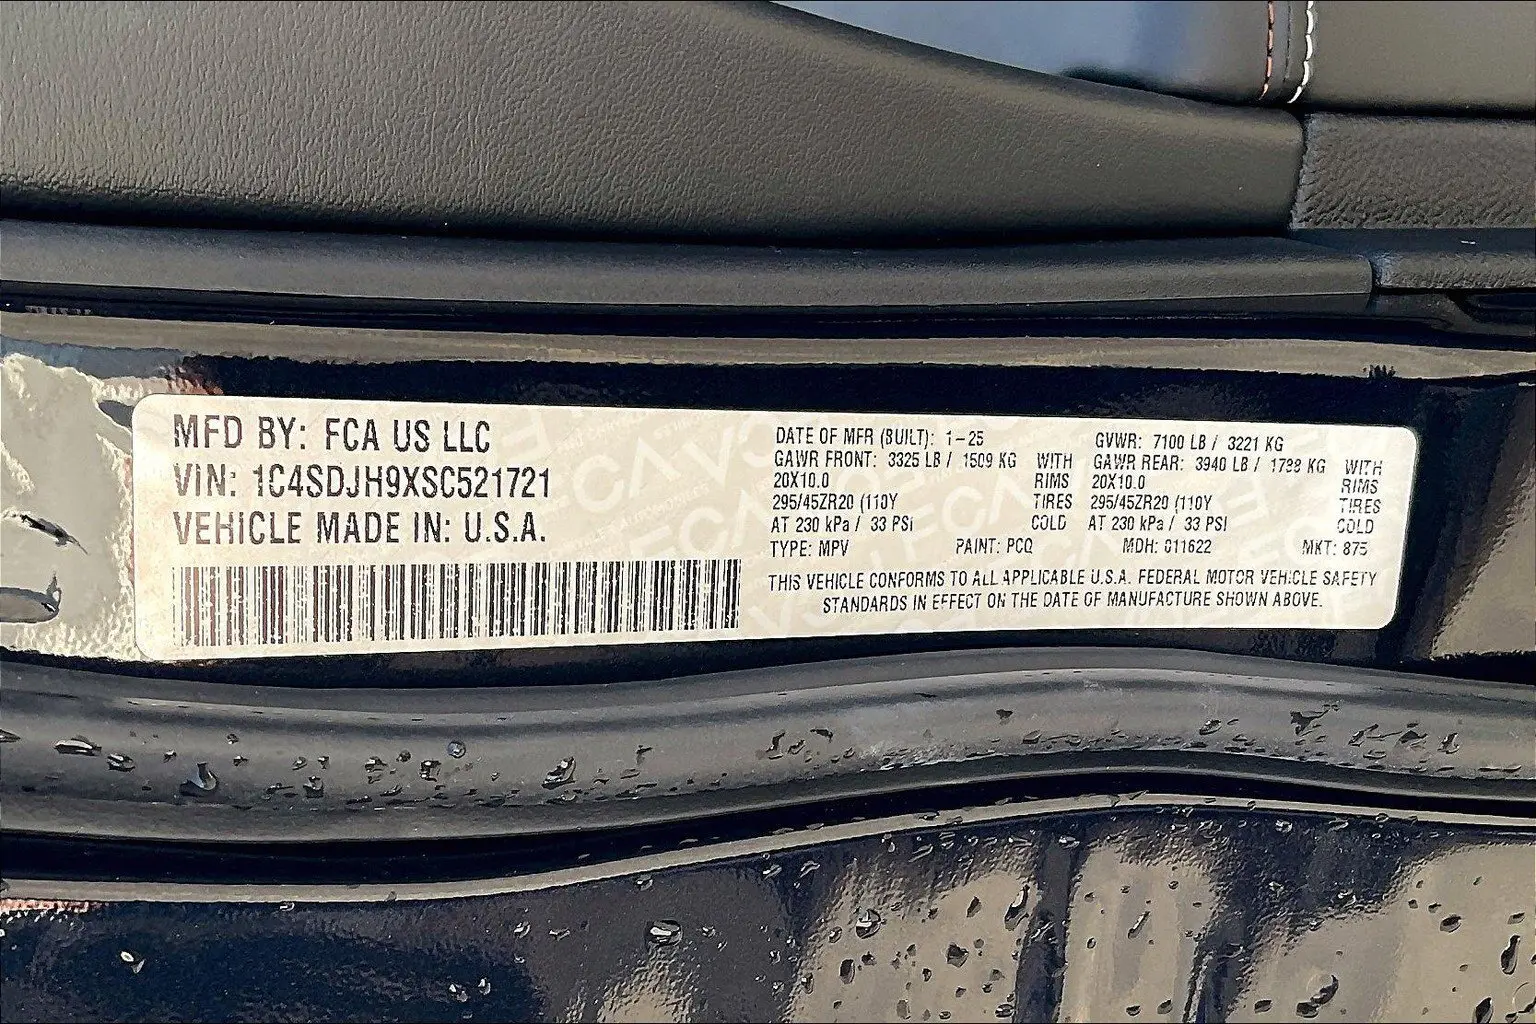 MFD BY: FCA US LLC
VIN: 1C4SDJH9XSC521721
VEHICLE MADE IN: U.S.A.
DATE OF MFR (BUILT): 1-25 GVWR: 7100 LB / 3221 KG
GAWR FRONT: 3325 LB / 1509 KG WITH GAWR REAR: 3940 LB / 1788 KG WITH
20X10.0 RIMS 20X10.0 RIMS
295/45ZR20 (110Y TIRES 295/45ZR20 (110Y TIRES
AT 230 kPa / 33 PSI COLD AT 230 kPa / 33 PSI COLD
TYPE: MPV PAINT: PCQ MDH: 011622 MKT: 875
THIS VEHICLE CONFORMS TO ALL APPLICABLE U.S.A. FEDERAL MOTOR VEHICLE SAFETY
STANDARDS IN EFFECT ON THE DATE OF MANUFACTURE SHOWN ABOVE.